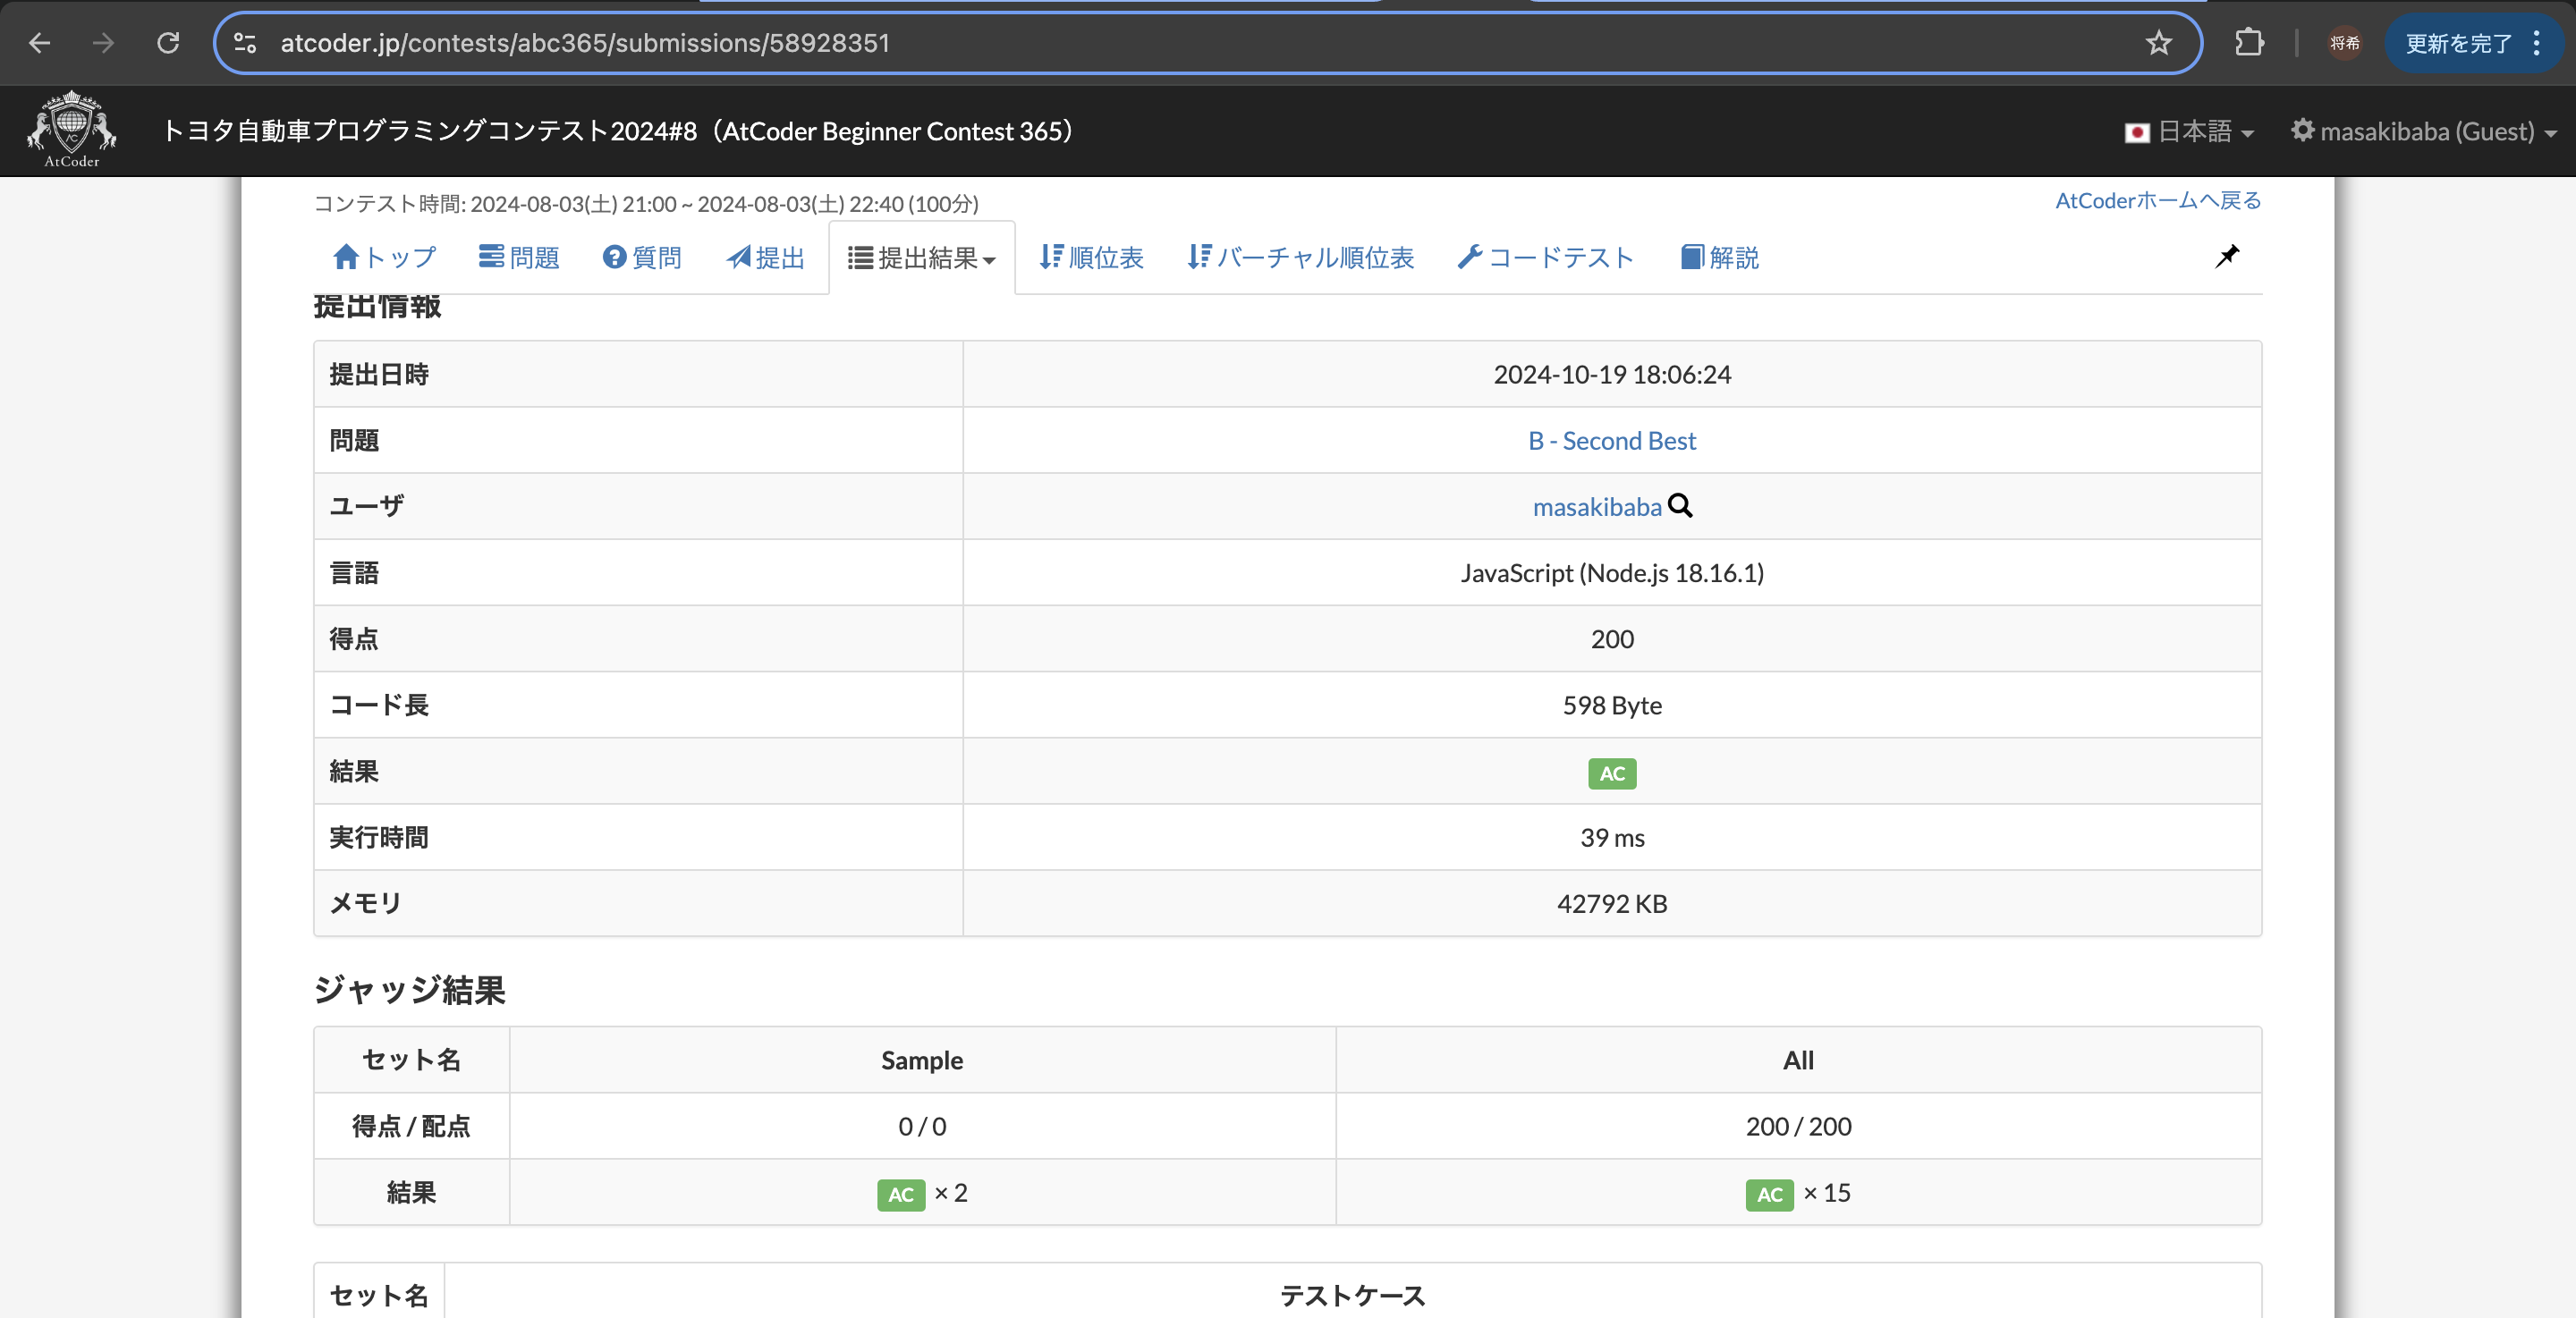 atcoder.jp/contests/abc365/submissions/58928351
将希
更新を完了
AtCoder
トヨタ自動車プログラミングコンテスト2024#8（AtCoder Beginner Contest 365）
日本語
masakibaba (Guest)
コンテスト時間: 2024-08-03(土) 21:00 ~ 2024-08-03(土) 22:40 (100分)
AtCoderホームへ戻る
トップ 問題 質問 提出 提出結果 順位表 バーチャル順位表 コードテスト 解説
提出情報
提出日時 2024-10-19 18:06:24
問題 B - Second Best
ユーザ masakibaba
言語 JavaScript (Node.js 18.16.1)
得点 200
コード長 598 Byte
結果 AC
実行時間 39 ms
メモリ 42792 KB
ジャッジ結果
セット名 Sample All
得点 / 配点 0 / 0 200 / 200
結果 AC × 2 AC × 15
セット名 テストケース